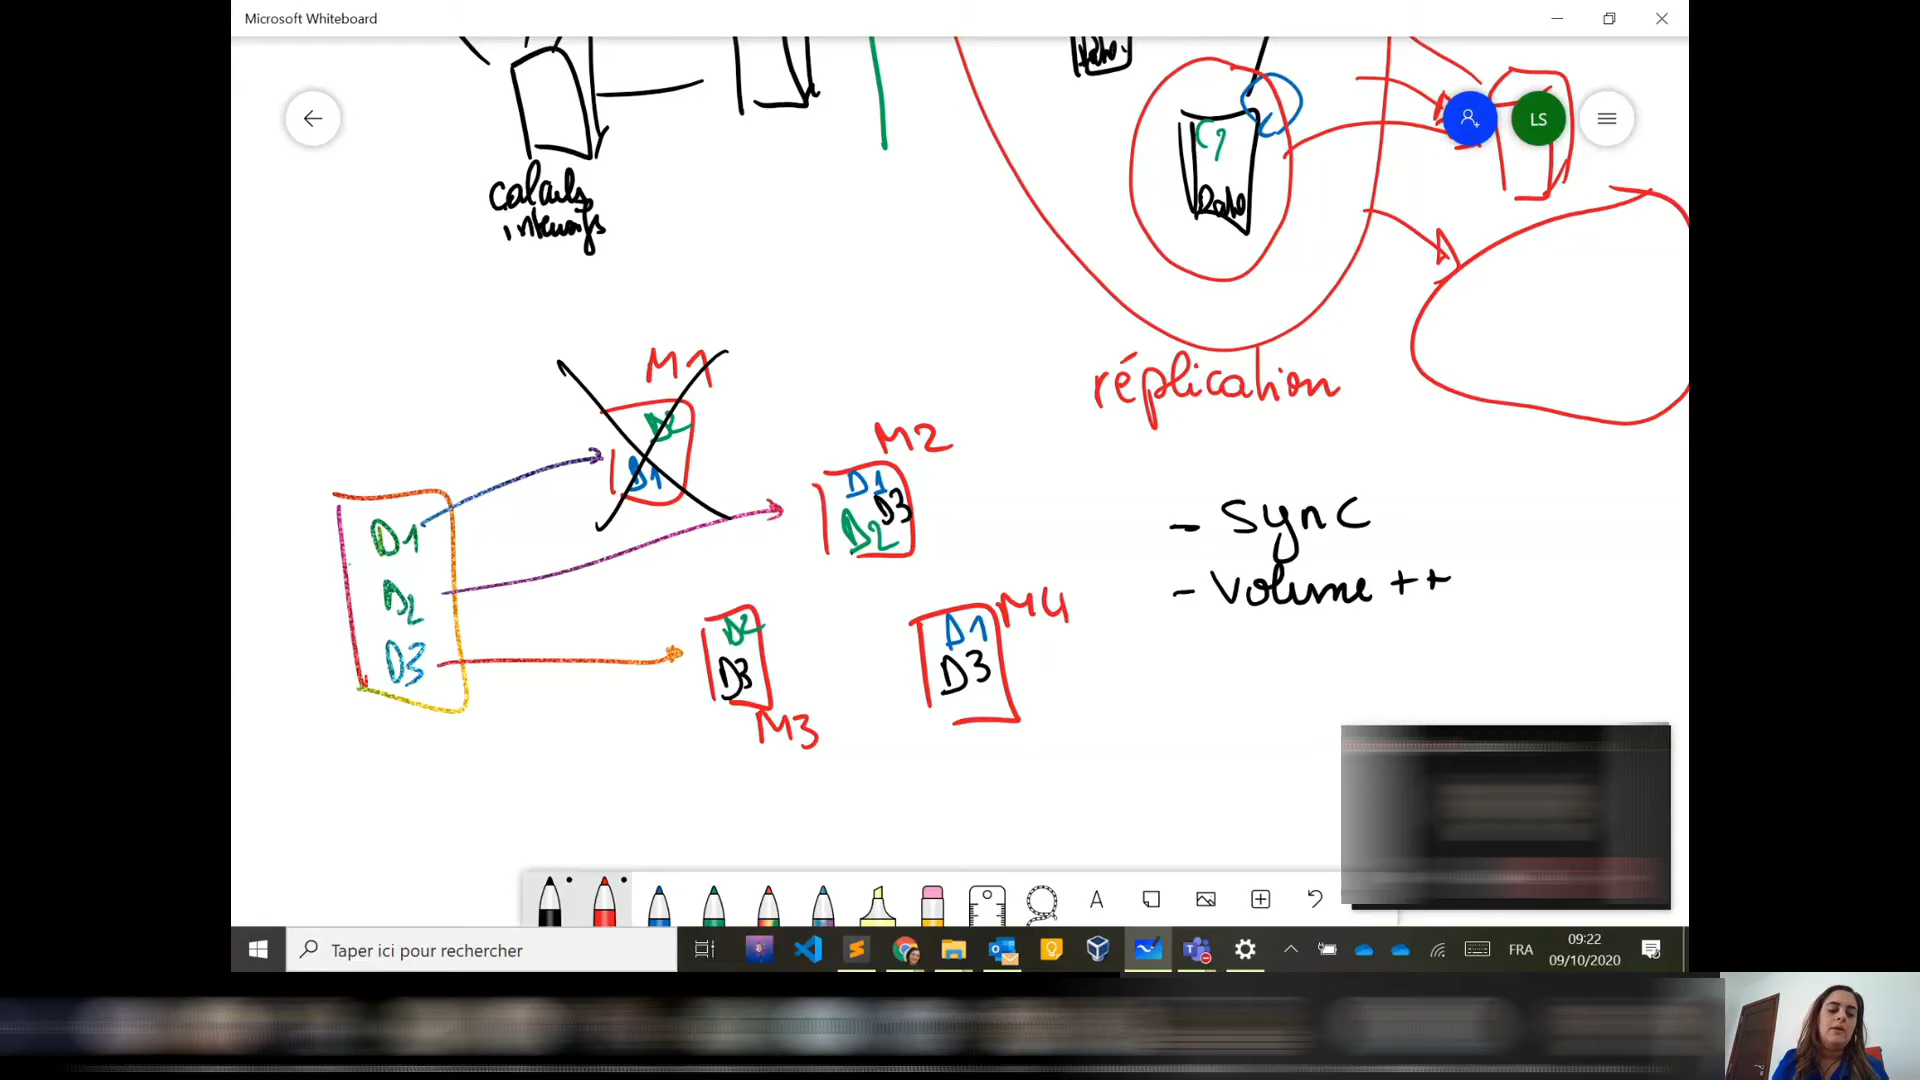 Microsoft Whiteboard
LS
calculs
intensifs
réplication
M1
D2
D1
M2
D1
D3
D2
D1
D2
D3
- Sync
- Volume ++
D2
D3
M3
D1
D3
M4
A
Taper ici pour rechercher
FRA
09:22
09/10/2020